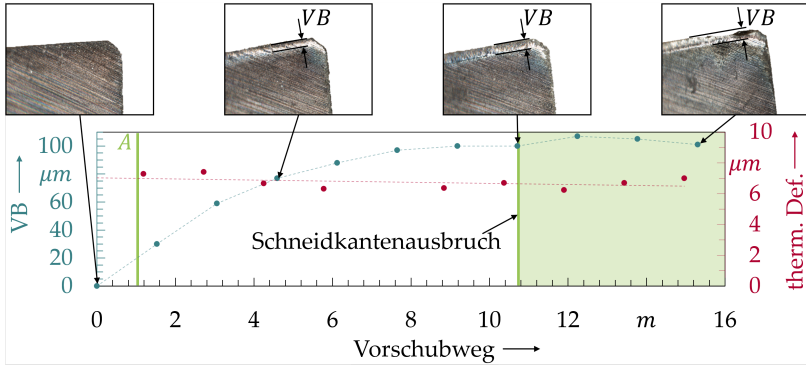 VB
VB
VB
100
µm
80
60
40
20
0
VB
A
Schneidkantenausbruch
10
µm
8
6
4
2
0
therm. Def.
0 2 4 6 8 10 12 m 16
Vorschubweg